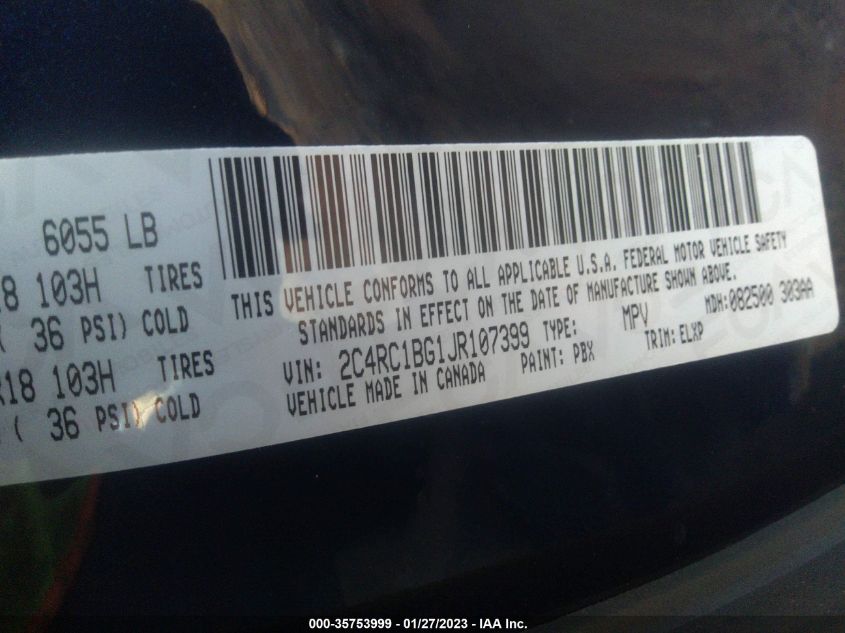 6055 LB
18 103H TIRES
( 36 PSI) COLD
R18 103H TIRES
( 36 PSI) COLD
THIS VEHICLE CONFORMS TO ALL APPLICABLE U.S.A. FEDERAL MOTOR VEHICLE SAFETY
STANDARDS IN EFFECT ON THE DATE OF MANUFACTURE SHOWN ABOVE.
VIN: 2C4RC1BG1JR107399 TYPE: MPV MDH: 082500 303AA
VEHICLE MADE IN CANADA PAINT: PBX TRIM: ELXP
000-35753999 — 01/27/2023 - IAA Inc.